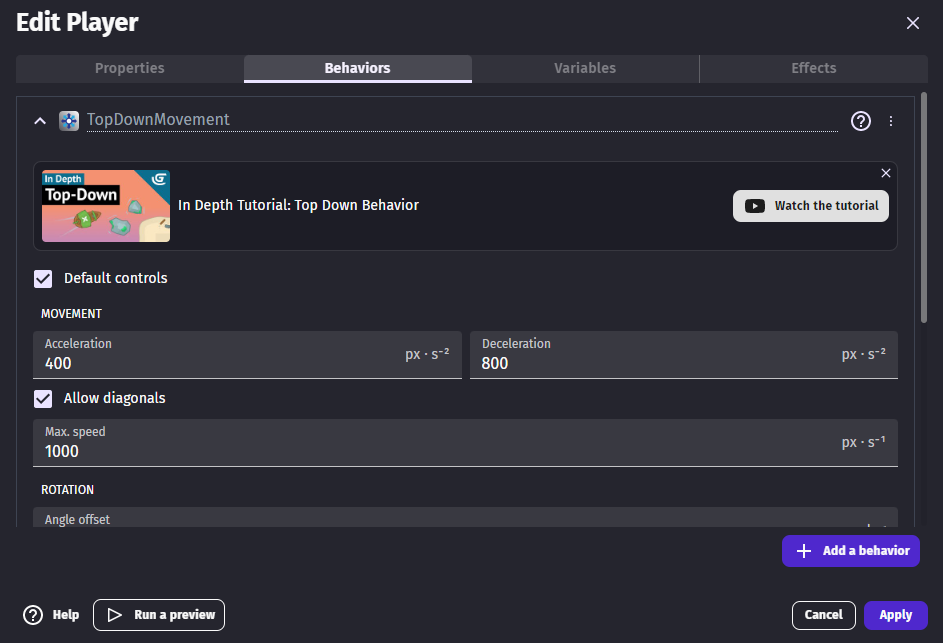 Edit Player
Properties
Behaviors
Variables
Effects
TopDownMovement
In Depth
Top-Down
In Depth Tutorial: Top Down Behavior
Watch the tutorial
Default controls
MOVEMENT
Acceleration
400
px · s⁻²
Deceleration
800
px · s⁻²
Allow diagonals
Max. speed
1000
px · s⁻¹
ROTATION
Angle offset
Add a behavior
Help
Run a preview
Cancel
Apply